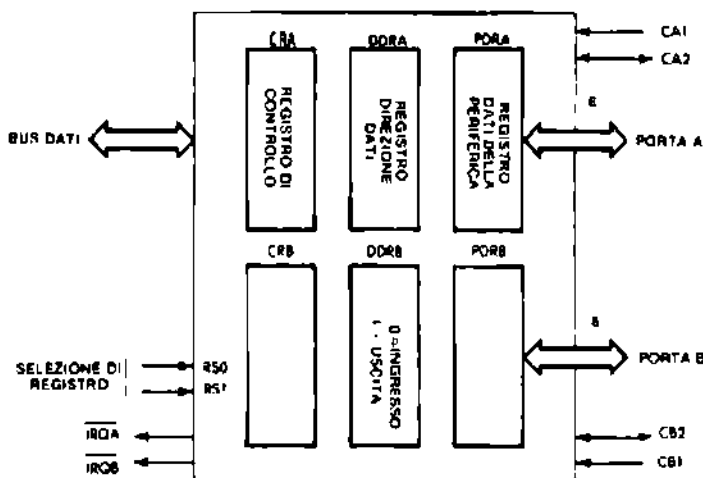 CRA
DDRA
PDRA
CA1
CA2
REGISTRO DI
CONTROLLO
REGISTRO
DIREZIONE
DATI
REGISTRO
DATI DELLA
PERIFERICA
BUS DATI
8
PORTA A
CRB
DDRB
PDRB
0 = INGRESSO
1 - USCITA
8
PORTA B
SELEZIONE DI
REGISTRO
RS0
RS1
IRQA
IRQB
CB2
CB1